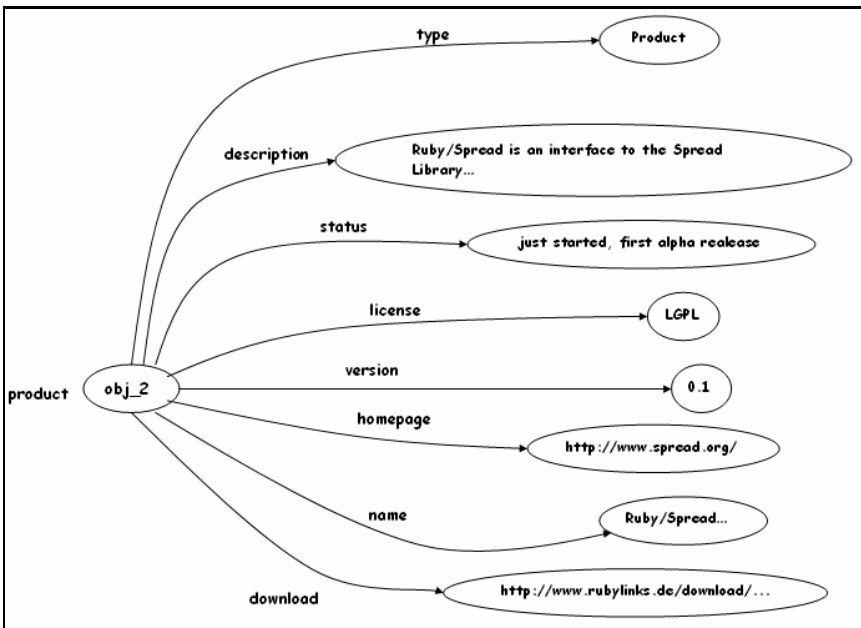 type
Product
description
Ruby/Spread is an interface to the Spread
Library...
status
just started, first alpha realease
license
LGPL
product
obj_2
version
0.1
homepage
http://www.spread.org/
name
Ruby/Spread...
download
http://www.rubylinks.de/download/...